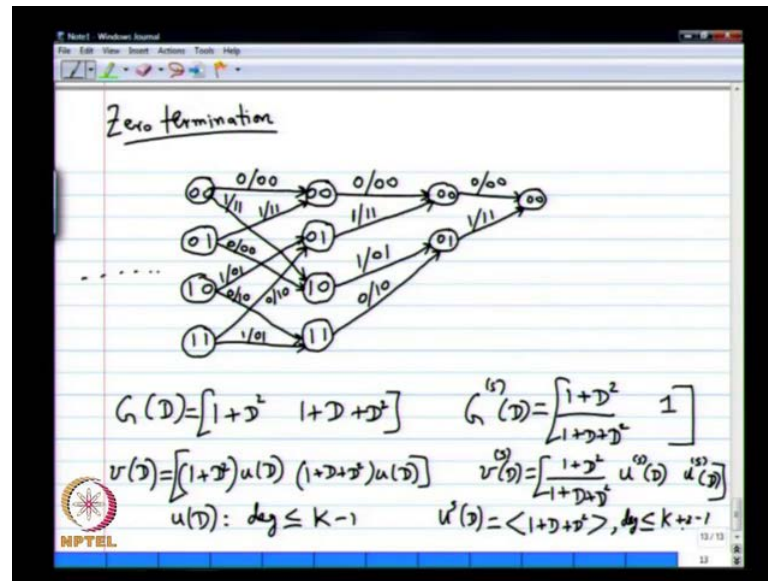 Note1 - Windows Journal
File Edit View Insert Actions Tools Help
Zero termination
00 0/00 00 0/00 00 0/00 00
1/11 1/11 1/11 1/11
01 0/00 01 01
1/01 1/01
10 0/10 0/10 10 0/10
11 1/01 11
G(D)=[1+D² 1+D+D²] G⁽ˢ⁾(D)=[(1+D²)/(1+D+D²) 1]
v(D)=[(1+D²)u(D) (1+D+D²)u(D)] v⁽ˢ⁾(D)=[(1+D²)/(1+D+D²) u⁽ˢ⁾(D) u⁽ˢ⁾(D)]
u(D): deg ≤ K-1 uˢ(D)=<1+D+D²>, deg ≤ K+2-1
NPTEL
13/13
13